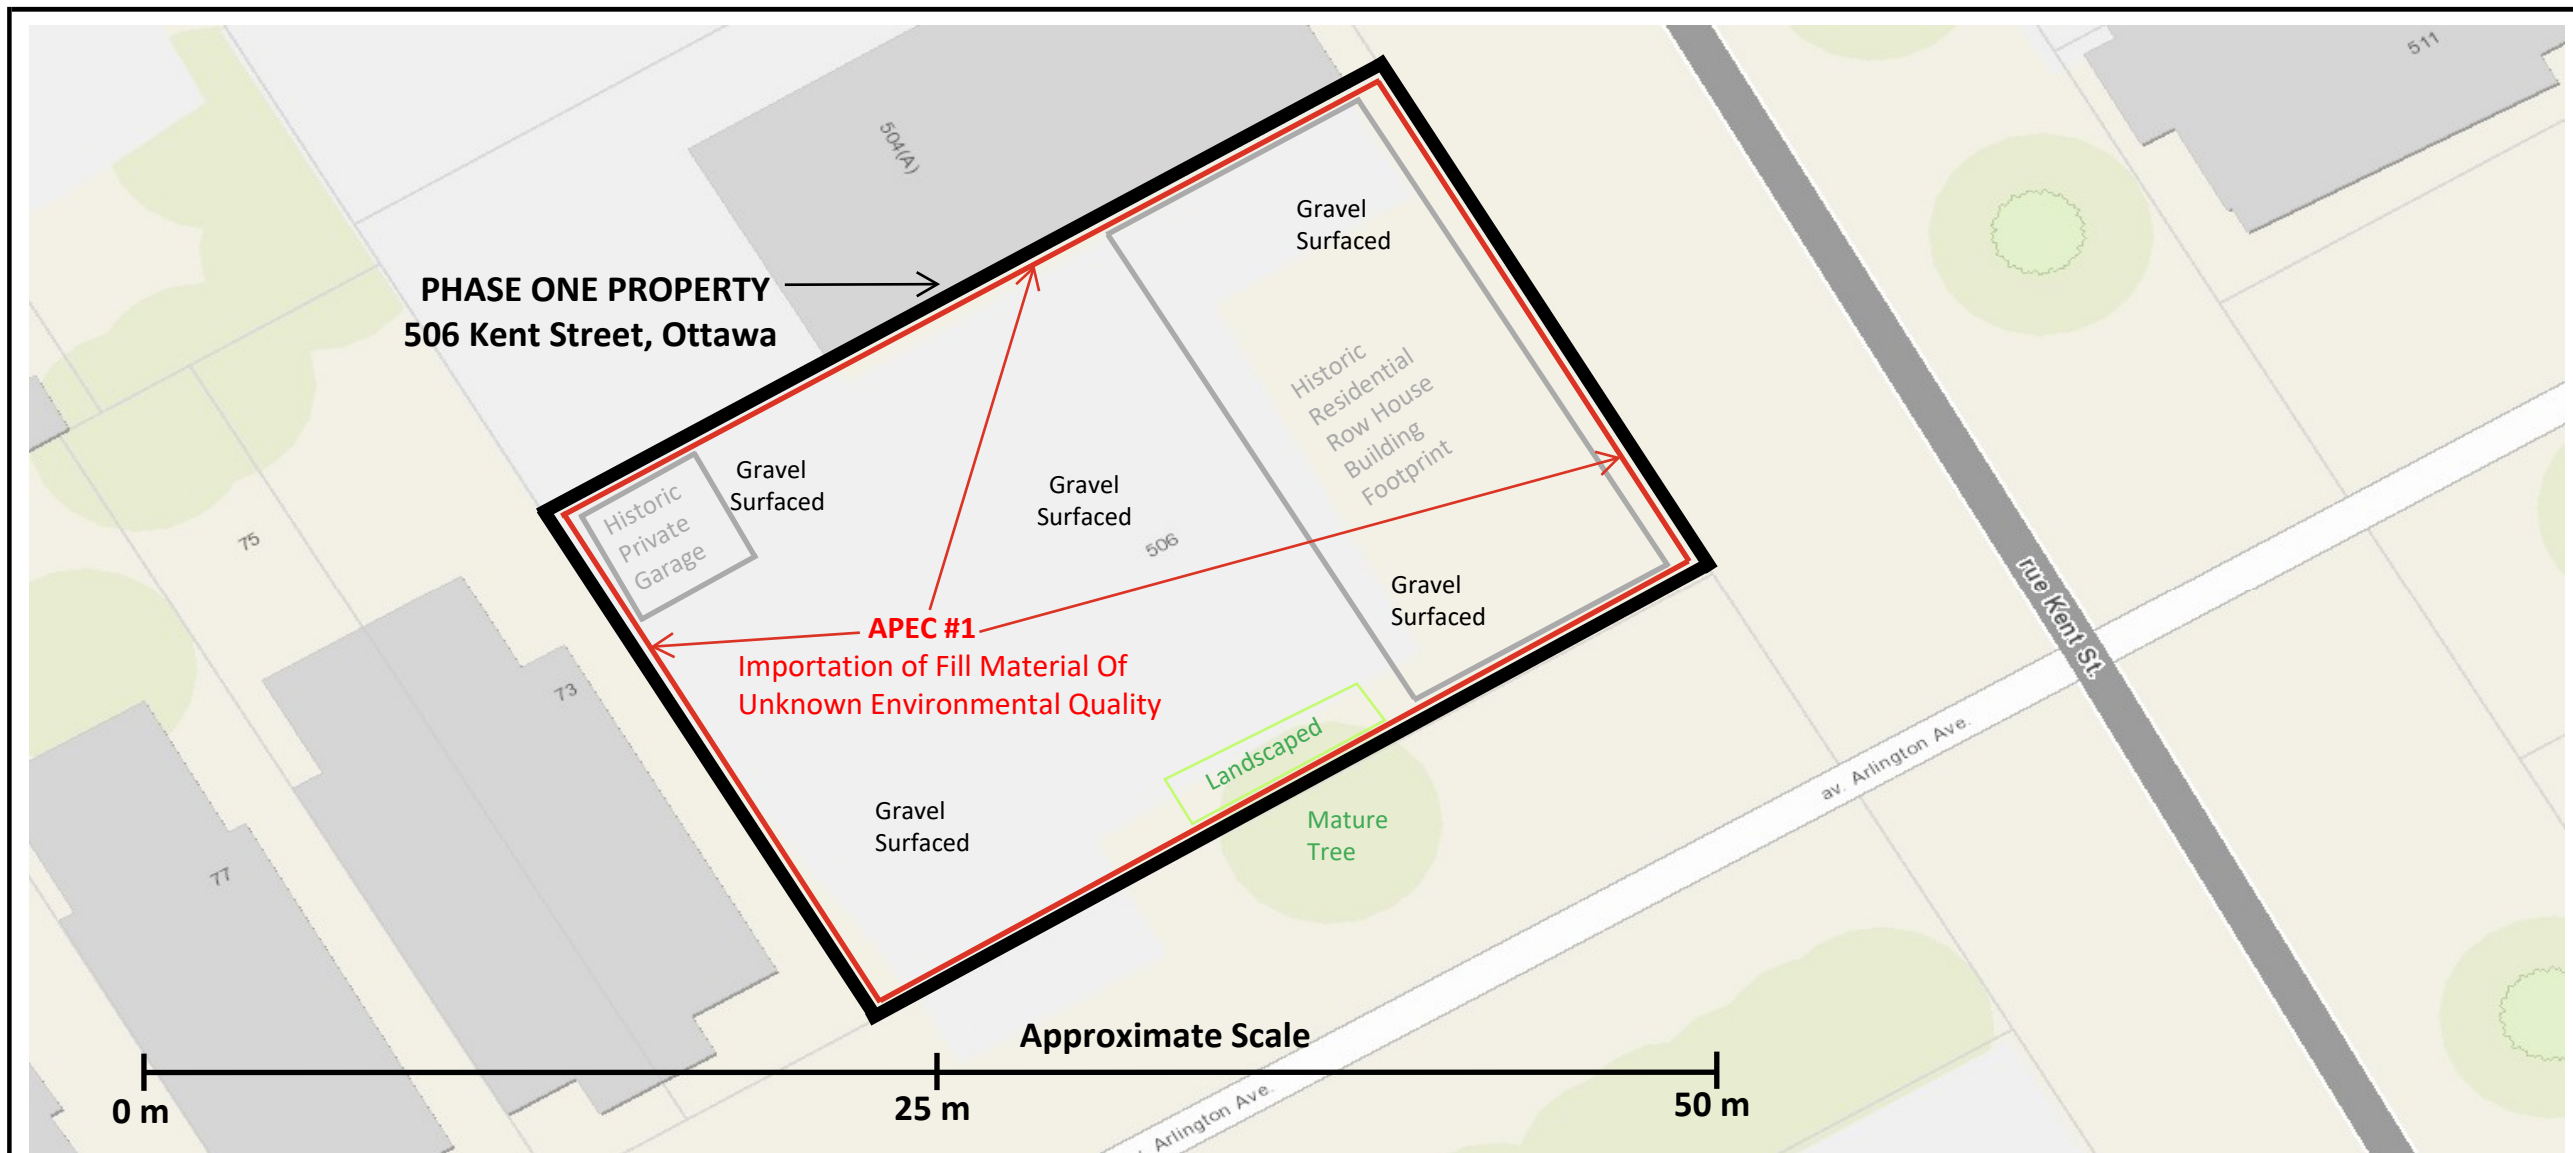 511
504(A)
Gravel
Surfaced
PHASE ONE PROPERTY
506 Kent Street, Ottawa
Historic
Residential
Row House
Building
Footprint
Gravel
Surfaced
Gravel
Surfaced
Historic
Private
Garage
75
506
Gravel
Surfaced
rue Kent St.
APEC #1
Importation of Fill Material Of
Unknown Environmental Quality
73
Landscaped
av. Arlington Ave.
Gravel
Surfaced
Mature
Tree
77
Approximate Scale
0 m
25 m
50 m
Arlington Ave.